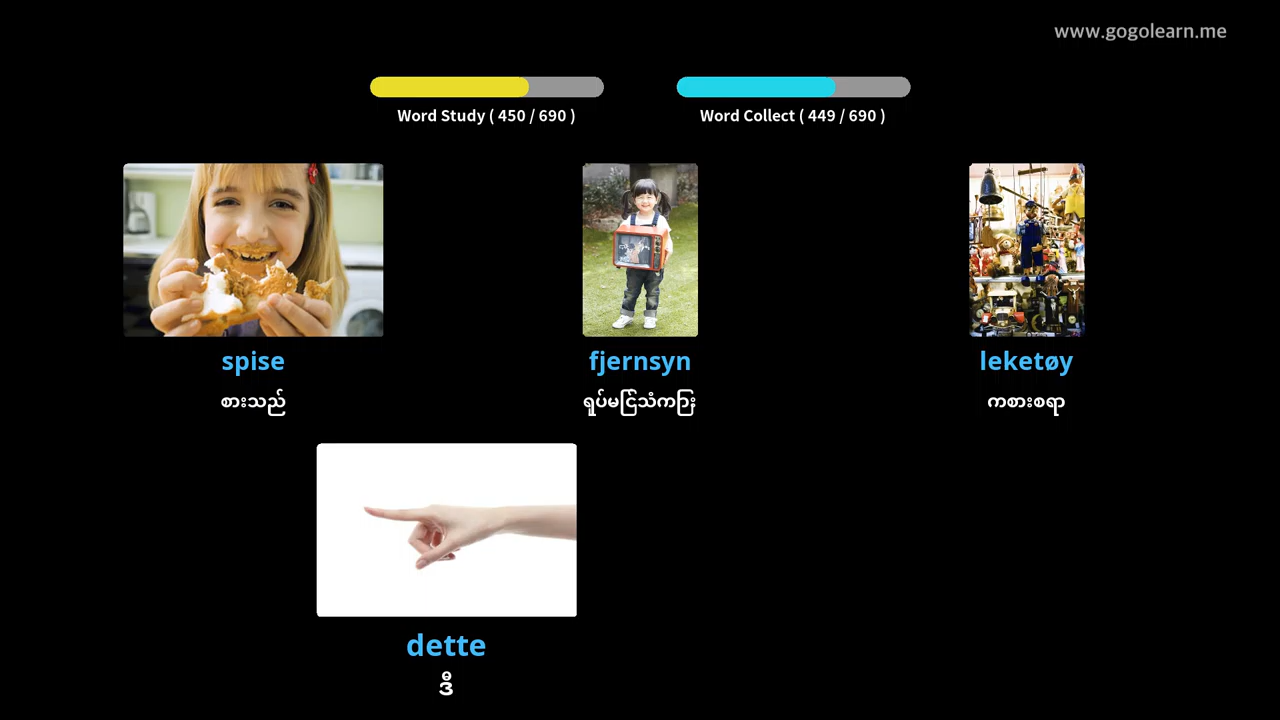 www.gogolearn.me
Word Study ( 450 / 690 )
Word Collect ( 449 / 690 )
spise
fjernsyn
leketøy
စားသည်
ရုပ်မြင်သံကြား
ကစားစရာ
dette
ဒီ